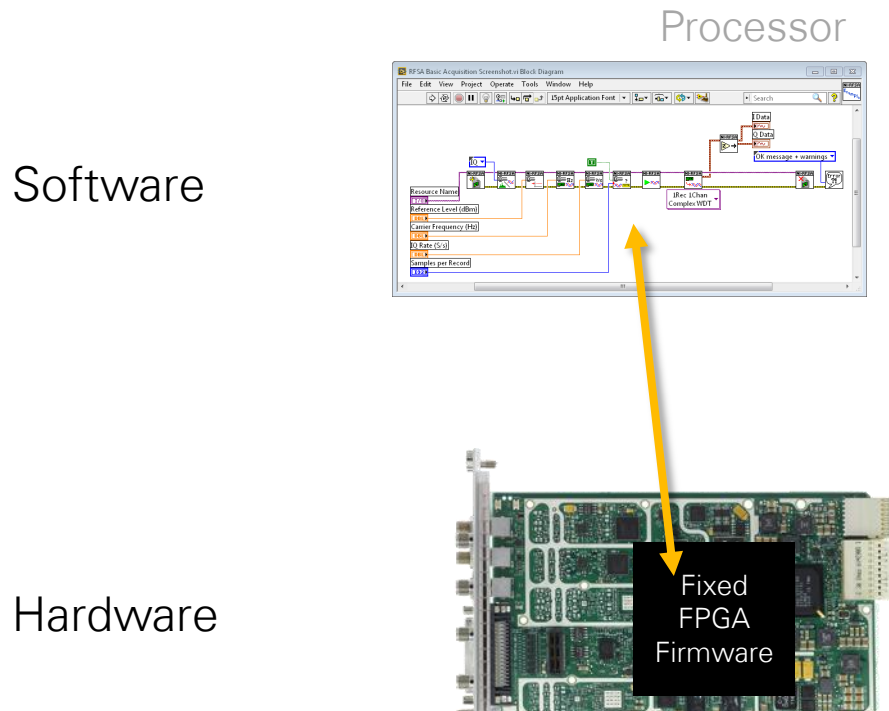 Processor
RFSA Basic Acquisition Screenshot.vi Block Diagram
File Edit View Project Operate Tools Window Help
15pt Application Font
Search
Software
I Data
Q Data
OK message + warnings
IQ
1Rec 1Chan
Complex WDT
Resource Name
Reference Level (dBm)
Carrier Frequency (Hz)
IQ Rate (S/s)
Samples per Record
Hardware
Fixed
FPGA
Firmware